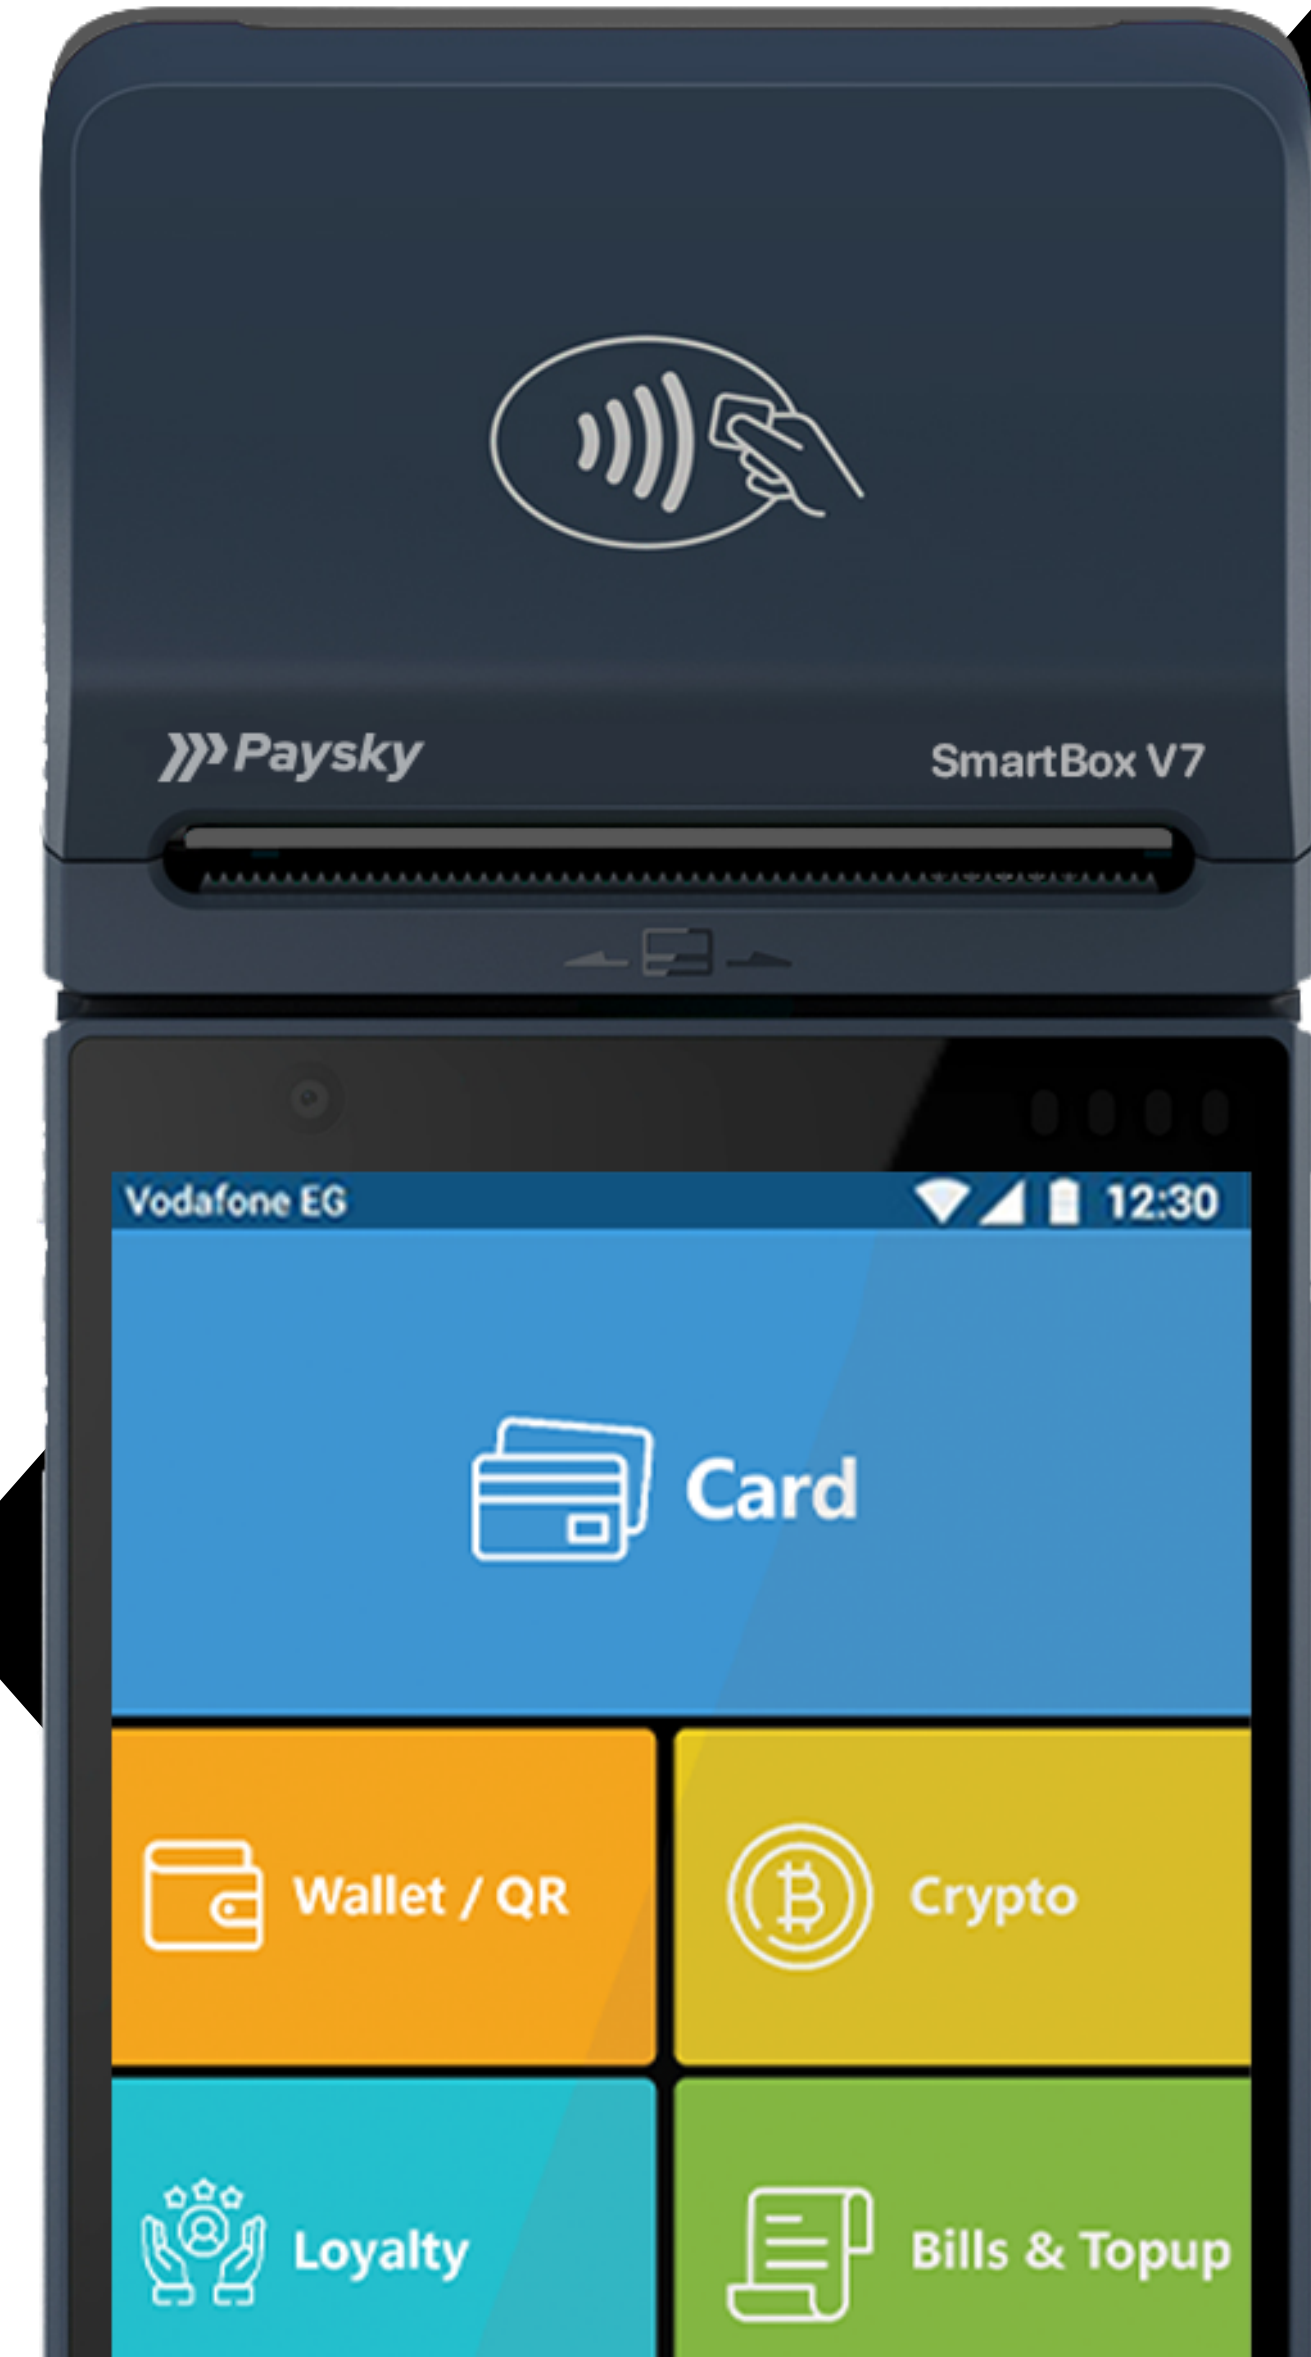 Paysky
SmartBox V7
Vodafone EG
12:30
Card
Wallet / QR
Crypto
Loyalty
Bills & Topup